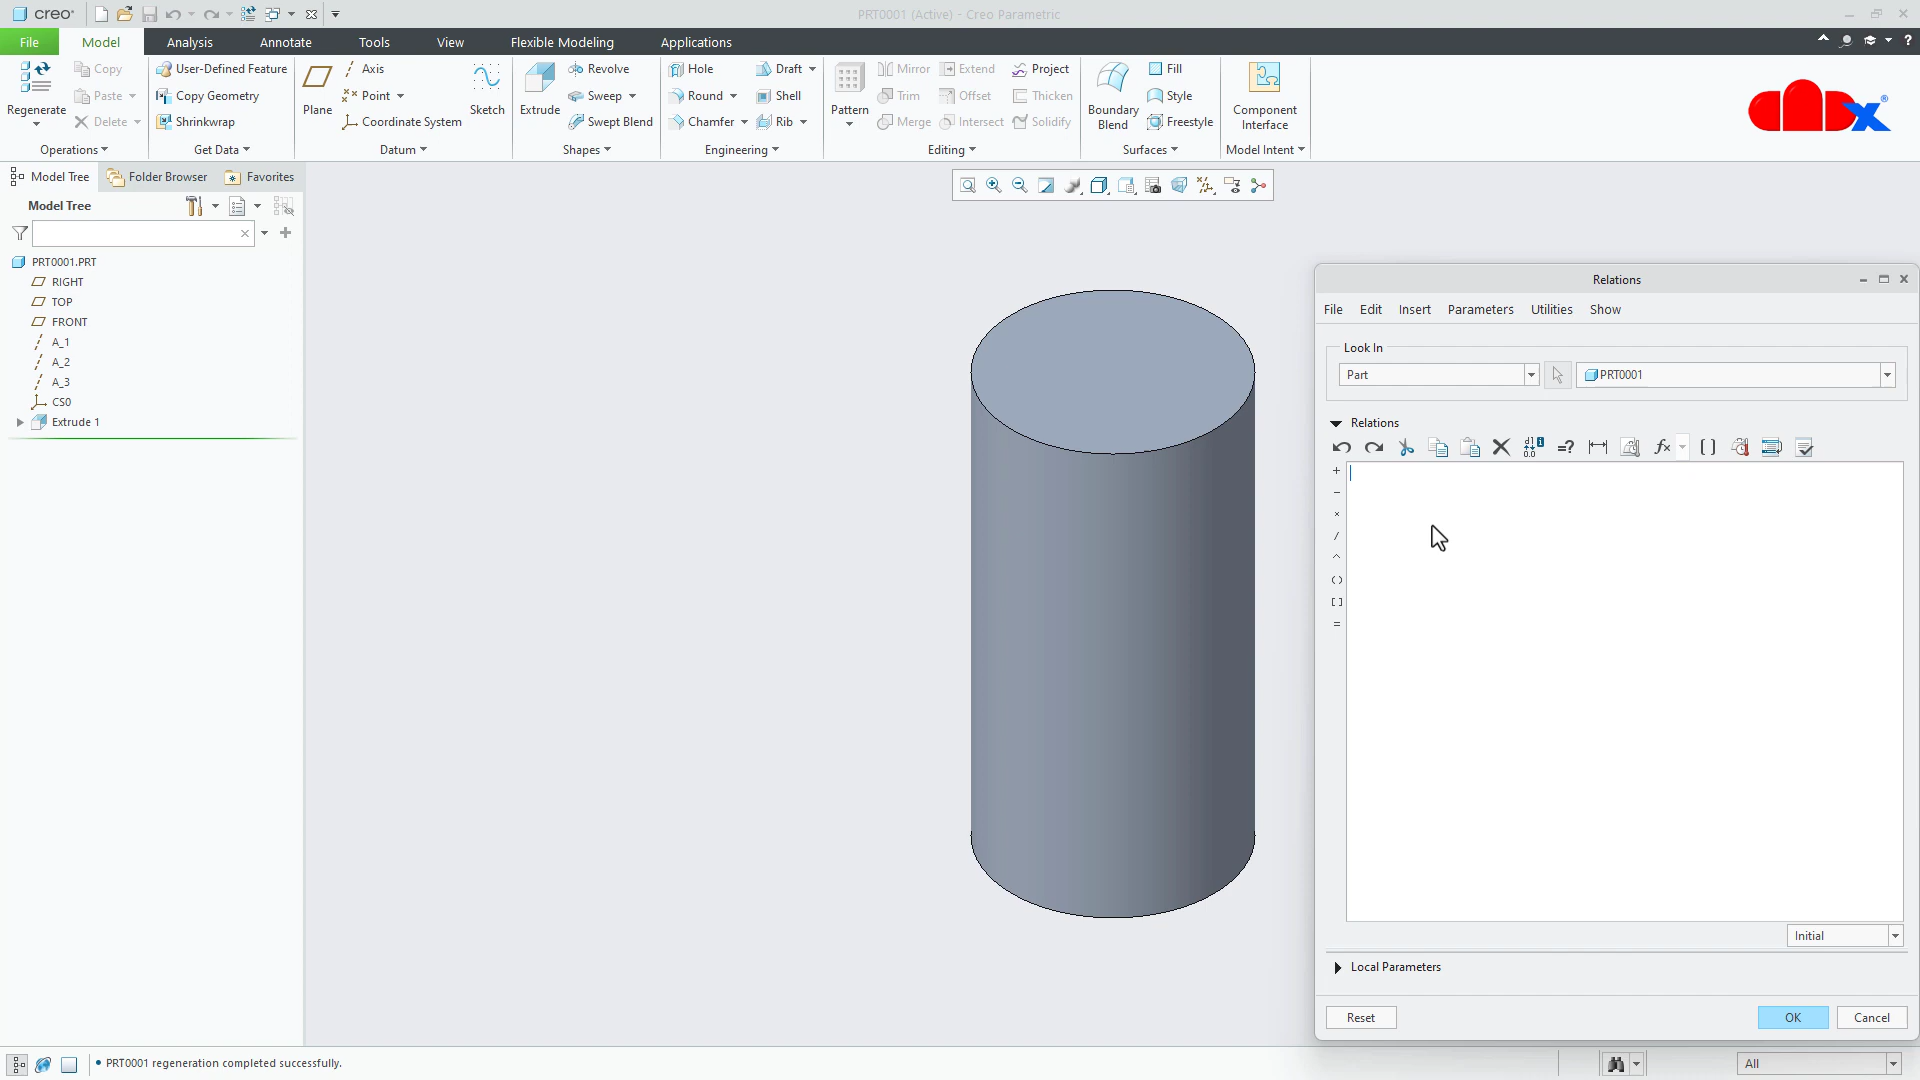 creo
PRT0001 (Active) - Creo Parametric
File Model Analysis Annotate Tools View Flexible Modeling Applications
Regenerate
Copy
Paste
Delete
Operations
User-Defined Feature
Copy Geometry
Shrinkwrap
Get Data
Plane
Axis
Point
Coordinate System
Sketch
Datum
Extrude
Revolve
Sweep
Swept Blend
Shapes
Hole
Round
Chamfer
Draft
Shell
Rib
Engineering
Pattern
Mirror
Trim
Merge
Extend
Offset
Intersect
Project
Thicken
Solidify
Editing
Boundary
Blend
Fill
Style
Freestyle
Surfaces
Component
Interface
Model Intent
Model Tree Folder Browser Favorites
Model Tree
PRT0001.PRT
RIGHT
TOP
FRONT
A_1
A_2
A_3
CS0
Extrude 1
Relations
File Edit Insert Parameters Utilities Show
Look In
Part
PRT0001
Relations
+
-
×
/
^
()
[]
=
Initial
Local Parameters
Reset OK Cancel
• PRT0001 regeneration completed successfully.
All